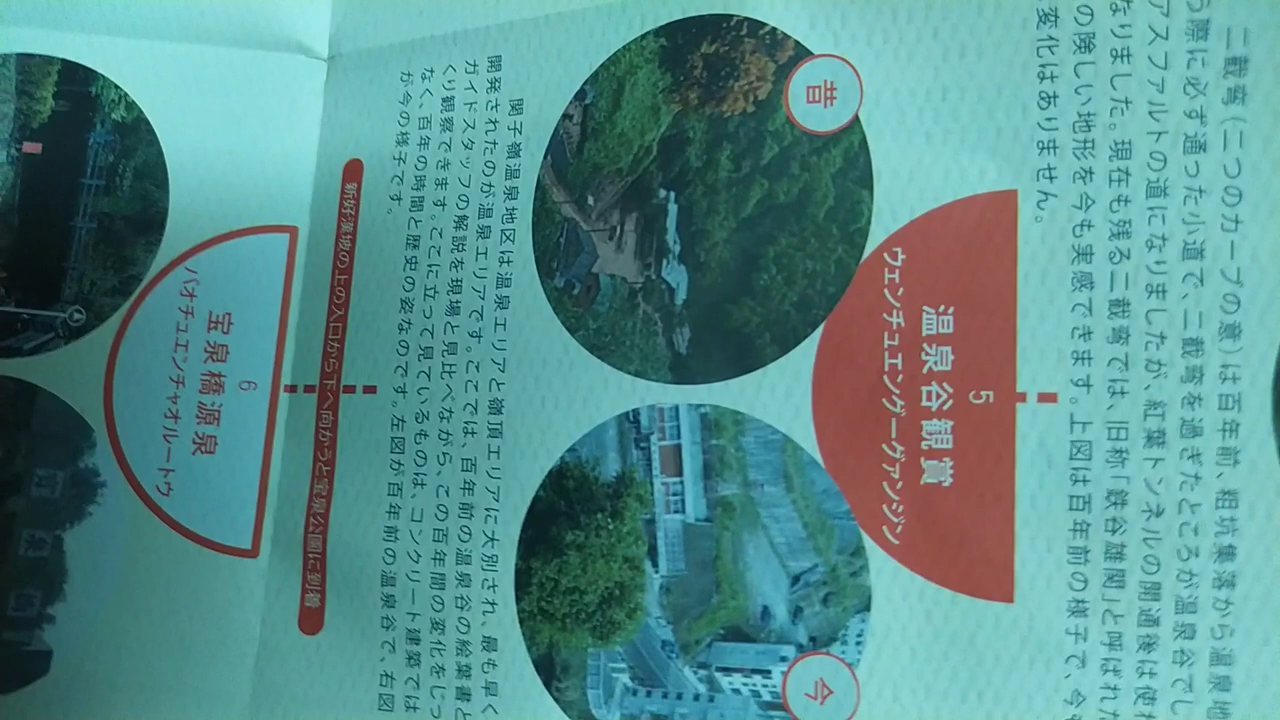 二截彎(二つのカーブの意)は百年前、粗坑集落から温泉地
う際に必ず通った小道で、二截彎を過ぎたところが温泉谷でし
アスファルトの道になりましたが、紅葉トンネルの開通後は使
なりました。現在も残る二截彎では、旧称「鉄谷雄関」と呼ばれ
の険しい地形を今も実感できます。上図は百年前の様子で、今
変化はありません。
5
温泉谷観賞
ウェンチュエングーグァンジン
昔
今
関子嶺温泉地区は温泉エリアと嶺頂エリアに大別され、最も早く
開発されたのが温泉エリアです。ここでは、百年前の温泉谷の絵葉書と
ガイドスタッフの解説を現場と見比べながら、この百年間の変化をじっ
くり観察できます。ここに立って見ているものは、コンクリート建築では
なく、百年の時間と歴史の姿なのです。左図が百年前の温泉谷で、右図
が今の様子です。
新好漢坡の上の入口から下へ向かうと宝泉公園に到着
6
宝泉橋源泉
パオチュエンチャオルートウ